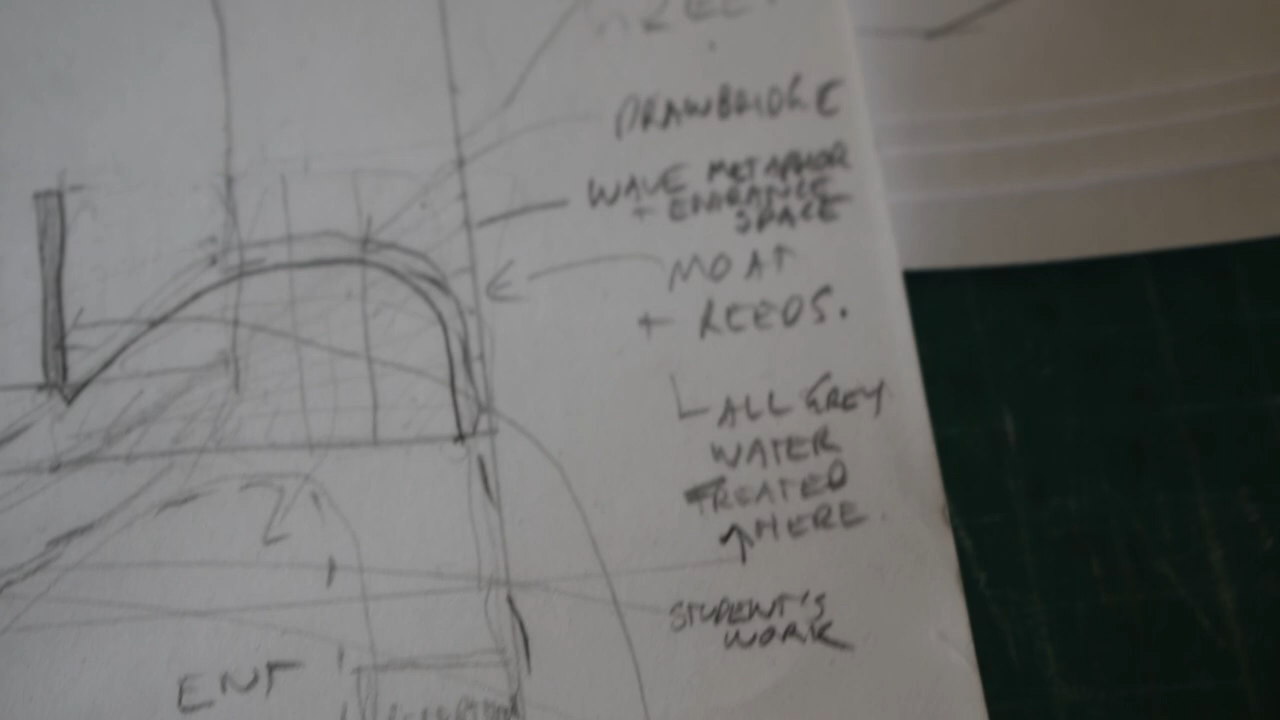 DRAWBRIDGE
WAVE METAPHOR
+ ENTRANCE
SPACE
MOAT
+ REEDS.
ALL GREY
WATER
TREATED
HERE.
STUDENT'S
WORK
ENT